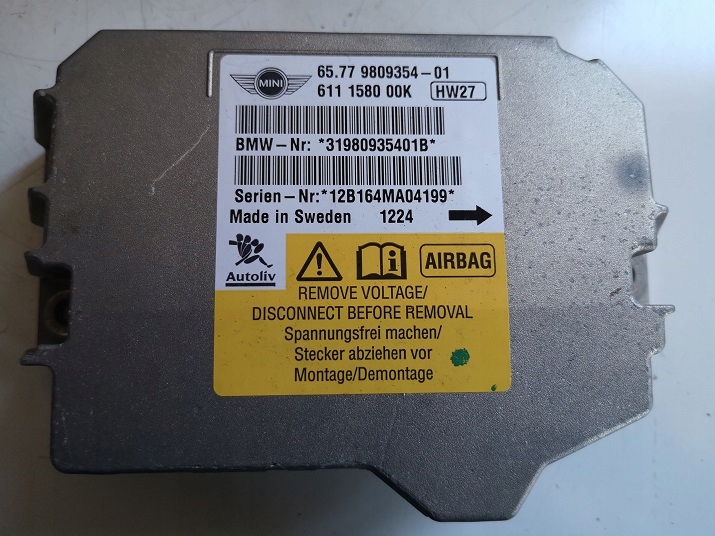 MINI
65.77 9809354-01
611 1580 00K HW27
BMW-Nr: *31980935401B*
Serien-Nr:*12B164MA04199*
Made in Sweden 1224
Autoliv
AIRBAG
REMOVE VOLTAGE/
DISCONNECT BEFORE REMOVAL
Spannungsfrei machen/
Stecker abziehen vor
Montage/Demontage